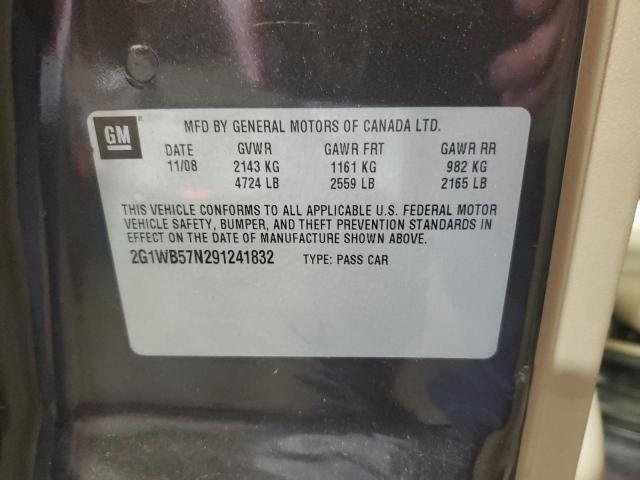 GM
MFD BY GENERAL MOTORS OF CANADA LTD.
DATE GVWR GAWR FRT GAWR RR
11/08 2143 KG 1161 KG 982 KG
4724 LB 2559 LB 2165 LB
THIS VEHICLE CONFORMS TO ALL APPLICABLE U.S. FEDERAL MOTOR
VEHICLE SAFETY, BUMPER, AND THEFT PREVENTION STANDARDS IN
EFFECT ON THE DATE OF MANUFACTURE SHOWN ABOVE.
2G1WB57N291241832 TYPE: PASS CAR